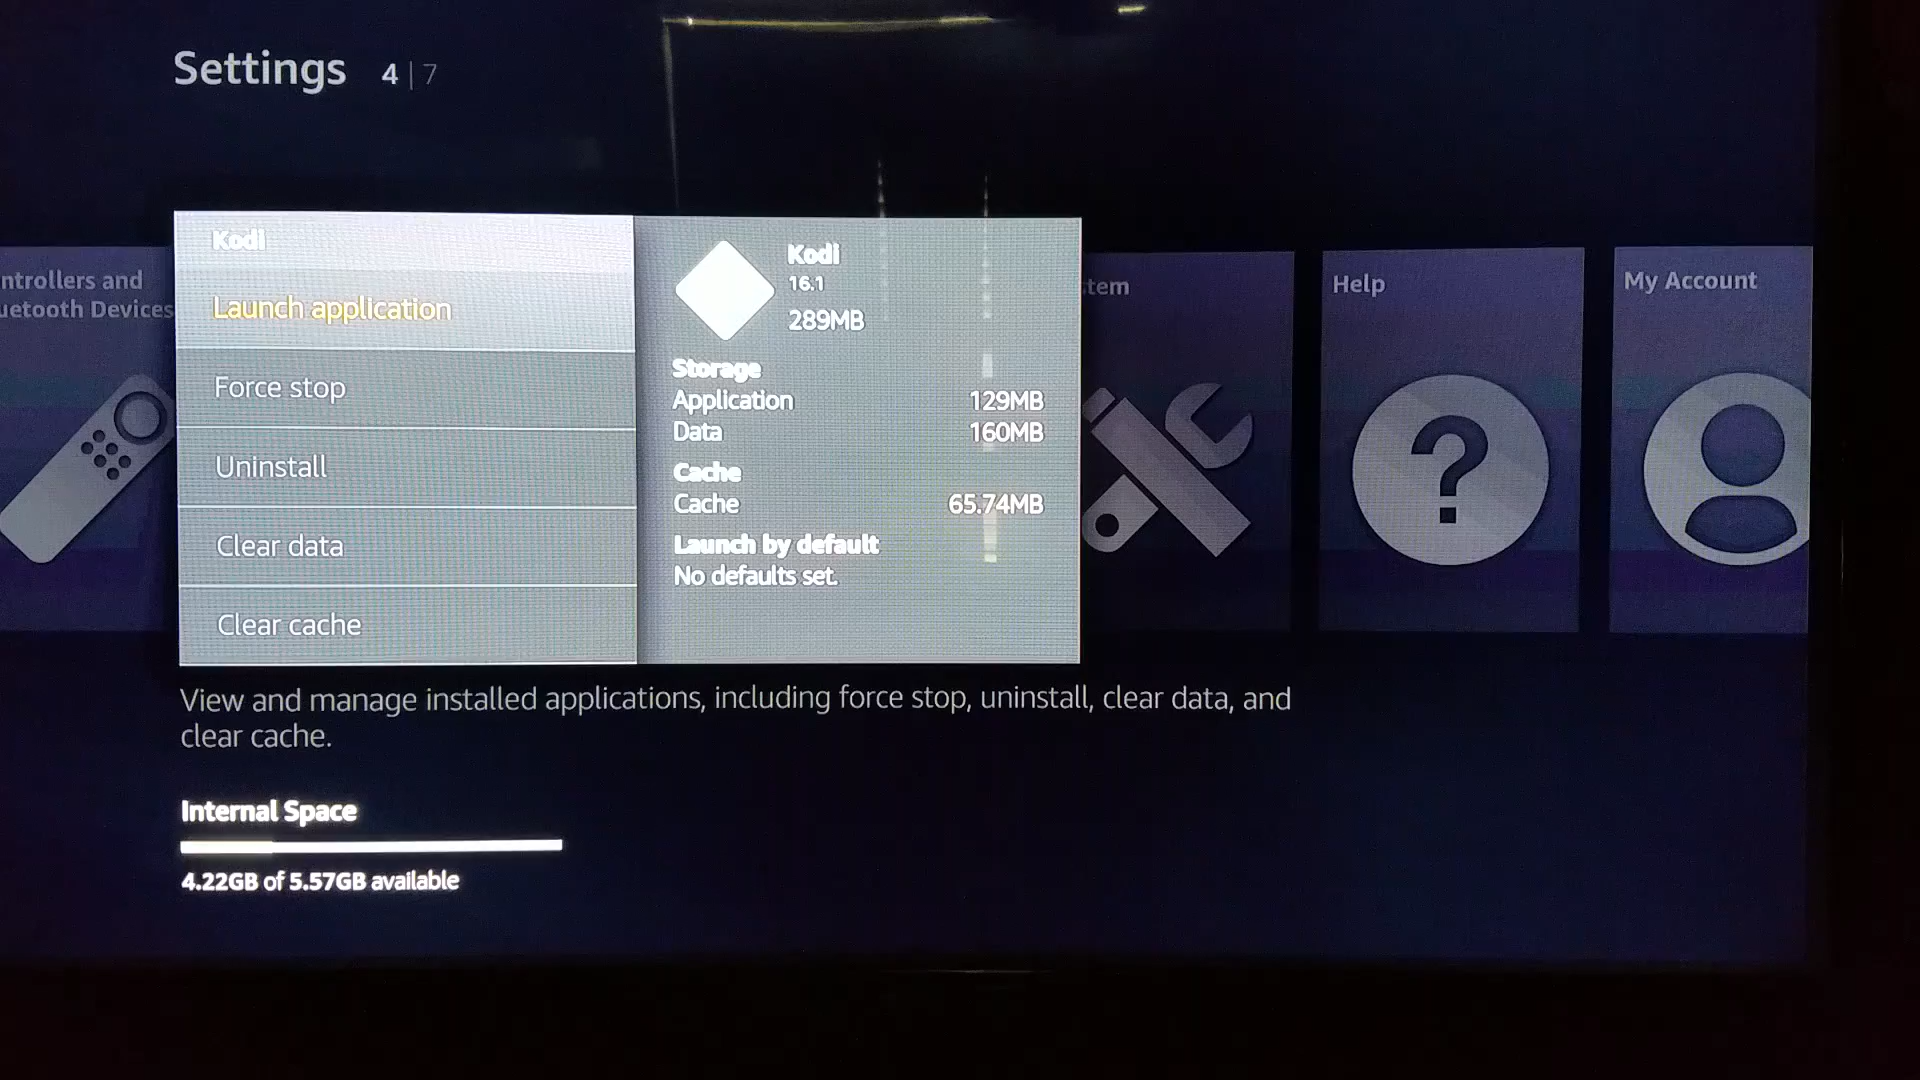 Settings 4 | 7
ntrollers and
uetooth Devices
Kodi
Launch application
Force stop
Uninstall
Clear data
Clear cache
Kodi
16.1
289MB
Storage
Application 129MB
Data 160MB
Cache
Cache 65.74MB
Launch by default
No defaults set.
tem
Help
My Account
View and manage installed applications, including force stop, uninstall, clear data, and
clear cache.
Internal Space
4.22GB of 5.57GB available